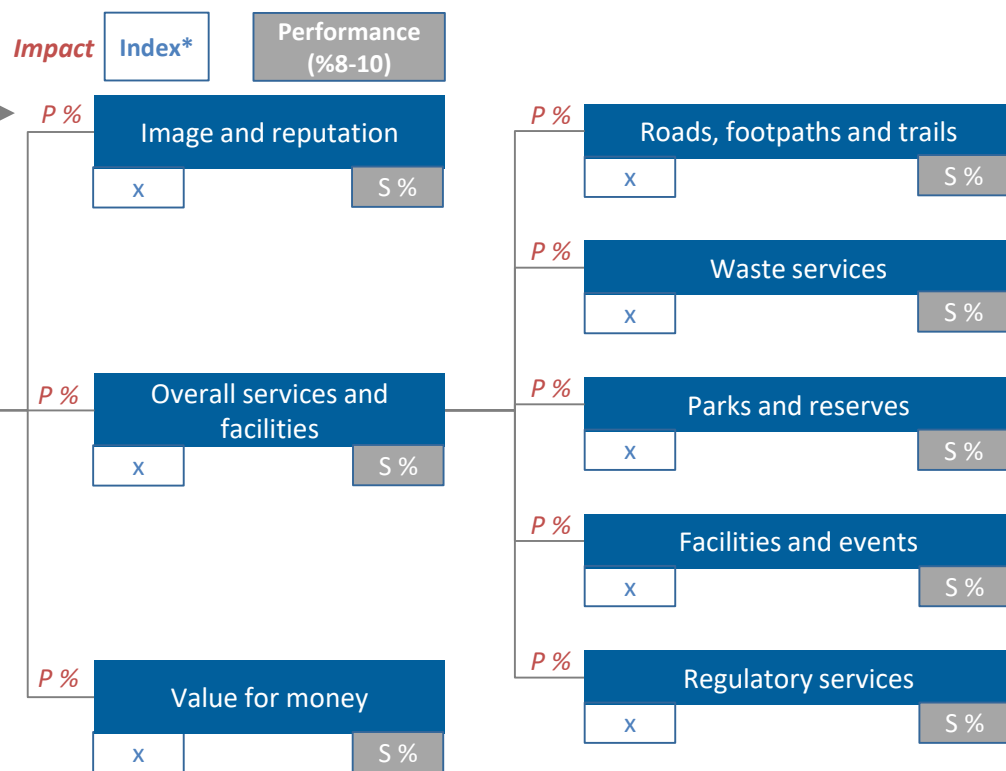 Impact
Index*
Performance
(%8-10)
P %
Image and reputation
x
S %
P %
Overall services and
facilities
x
S %
P %
Value for money
x
S %
P %
Roads, footpaths and trails
x
S %
P %
Waste services
x
S %
P %
Parks and reserves
x
S %
P %
Facilities and events
x
S %
P %
Regulatory services
x
S %